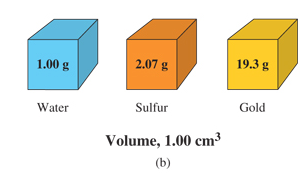 1.00 g 2.07 g 19.3 g
Water Sulfur Gold
Volume, 1.00 cm³
(b)